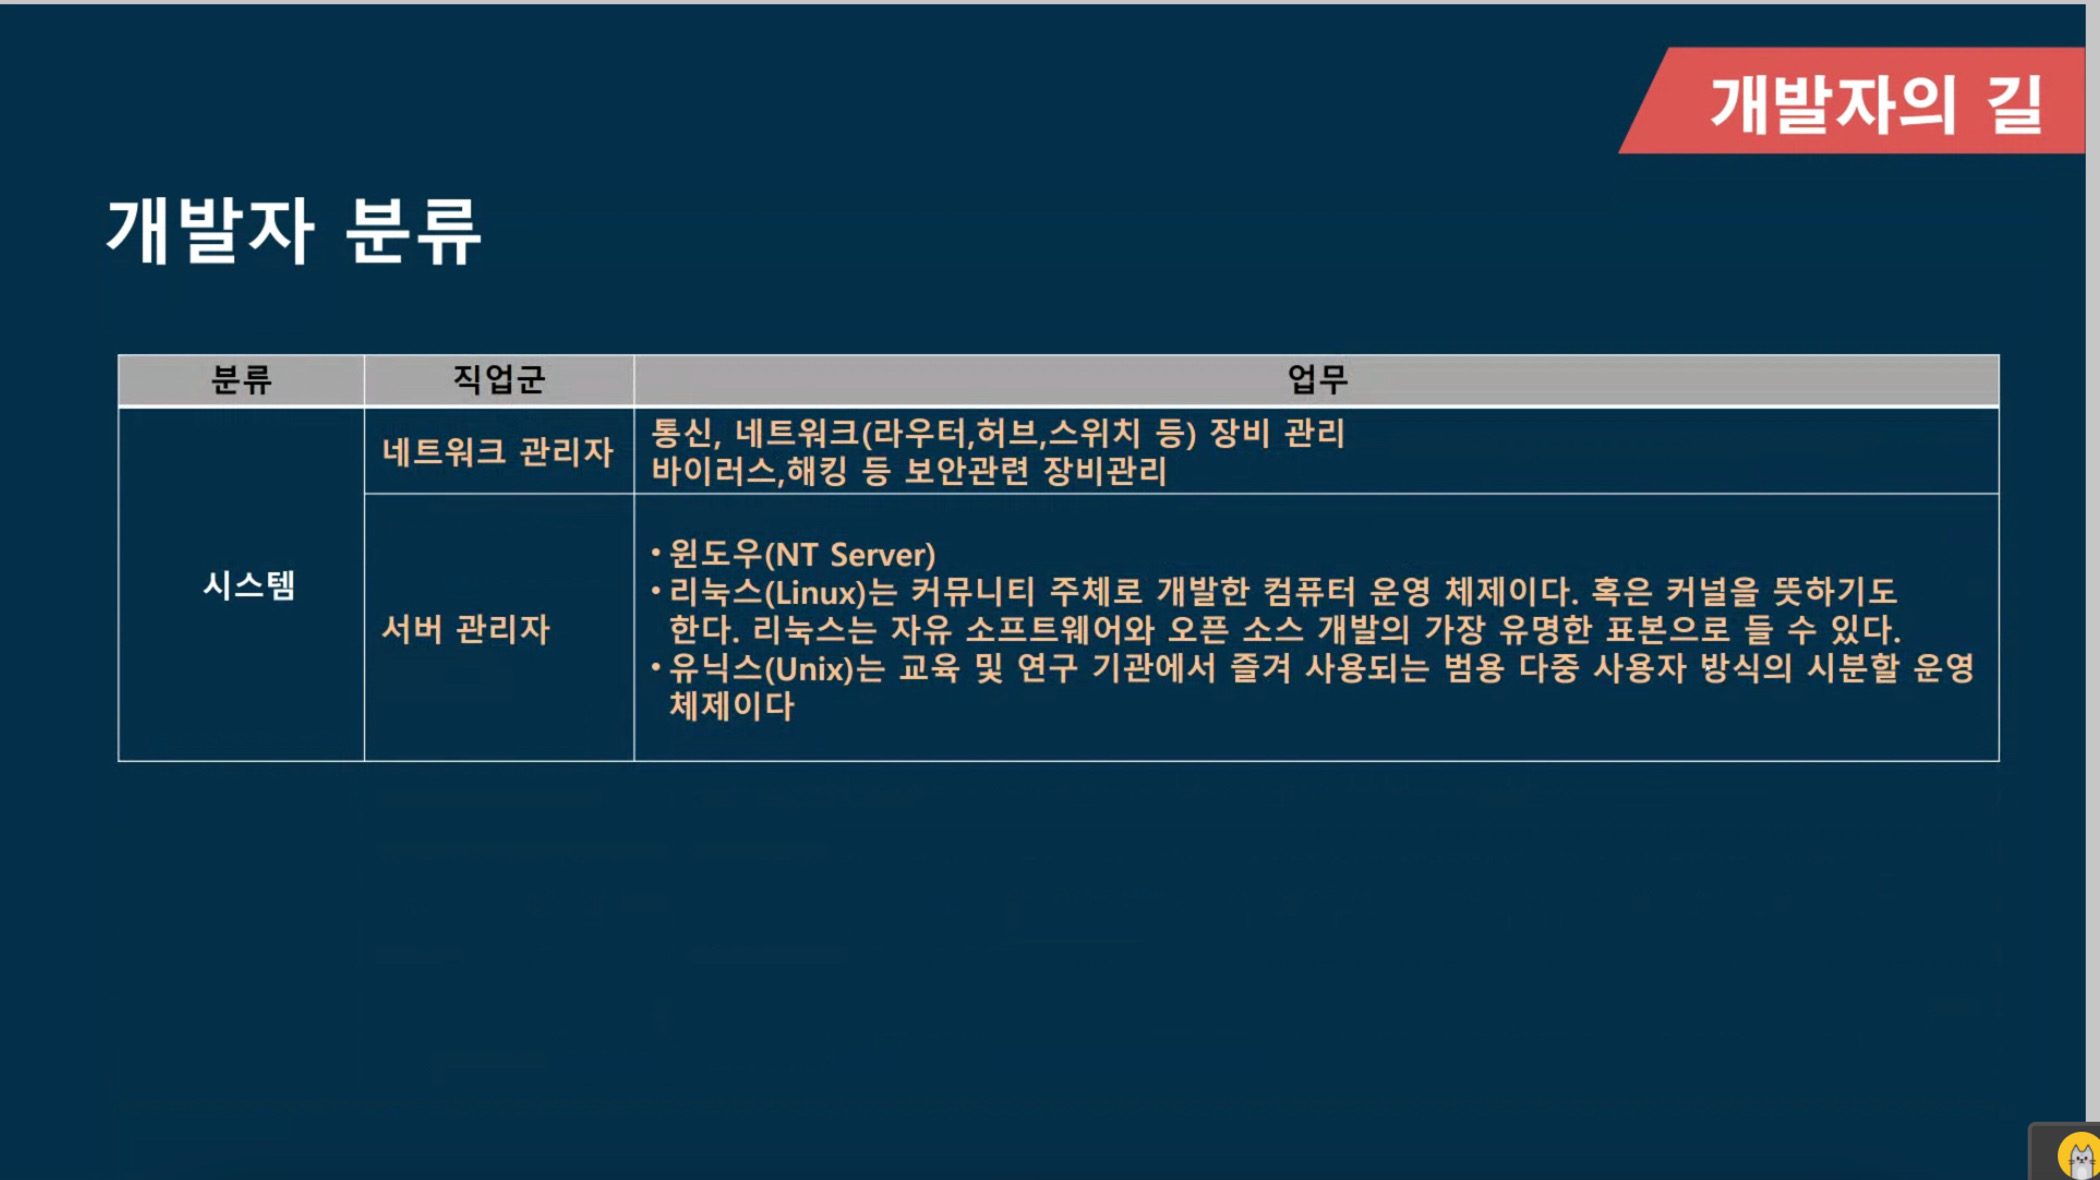 개발자의 길
개발자 분류
분류 직업군 업무
시스템
네트워크 관리자
통신, 네트워크(라우터,허브,스위치 등) 장비 관리
바이러스,해킹 등 보안관련 장비관리
서버 관리자
• 윈도우(NT Server)
• 리눅스(Linux)는 커뮤니티 주체로 개발한 컴퓨터 운영 체제이다. 혹은 커널을 뜻하기도
한다. 리눅스는 자유 소프트웨어와 오픈 소스 개발의 가장 유명한 표본으로 들 수 있다.
• 유닉스(Unix)는 교육 및 연구 기관에서 즐겨 사용되는 범용 다중 사용자 방식의 시분할 운영
체제이다